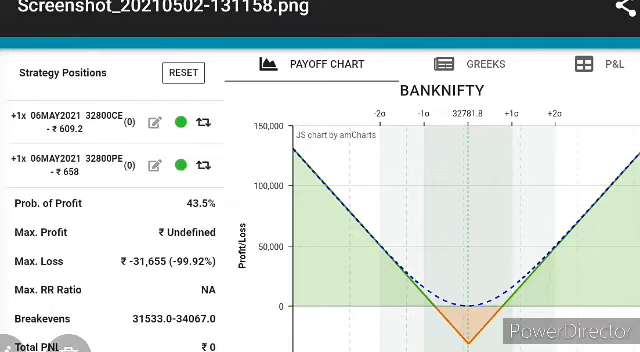 Screenshot_20210502-131158.png
Strategy Positions
RESET
PAYOFF CHART
GREEKS
P&L
BANKNIFTY
+1x 06MAY2021 32800CE (0)
- ₹ 609.2
+1x 06MAY2021 32800PE (0)
- ₹ 658
Prob. of Profit 43.5%
Max. Profit ₹ Undefined
Max. Loss ₹ -31,655 (-99.92%)
Max. RR Ratio NA
Breakevens 31533.0-34067.0
Total PNL ₹ 0
-2σ -1σ 32781.8 +1σ +2σ
150,000
JS chart by amCharts
100,000
50,000
0
Profit/Loss
PowerDirector